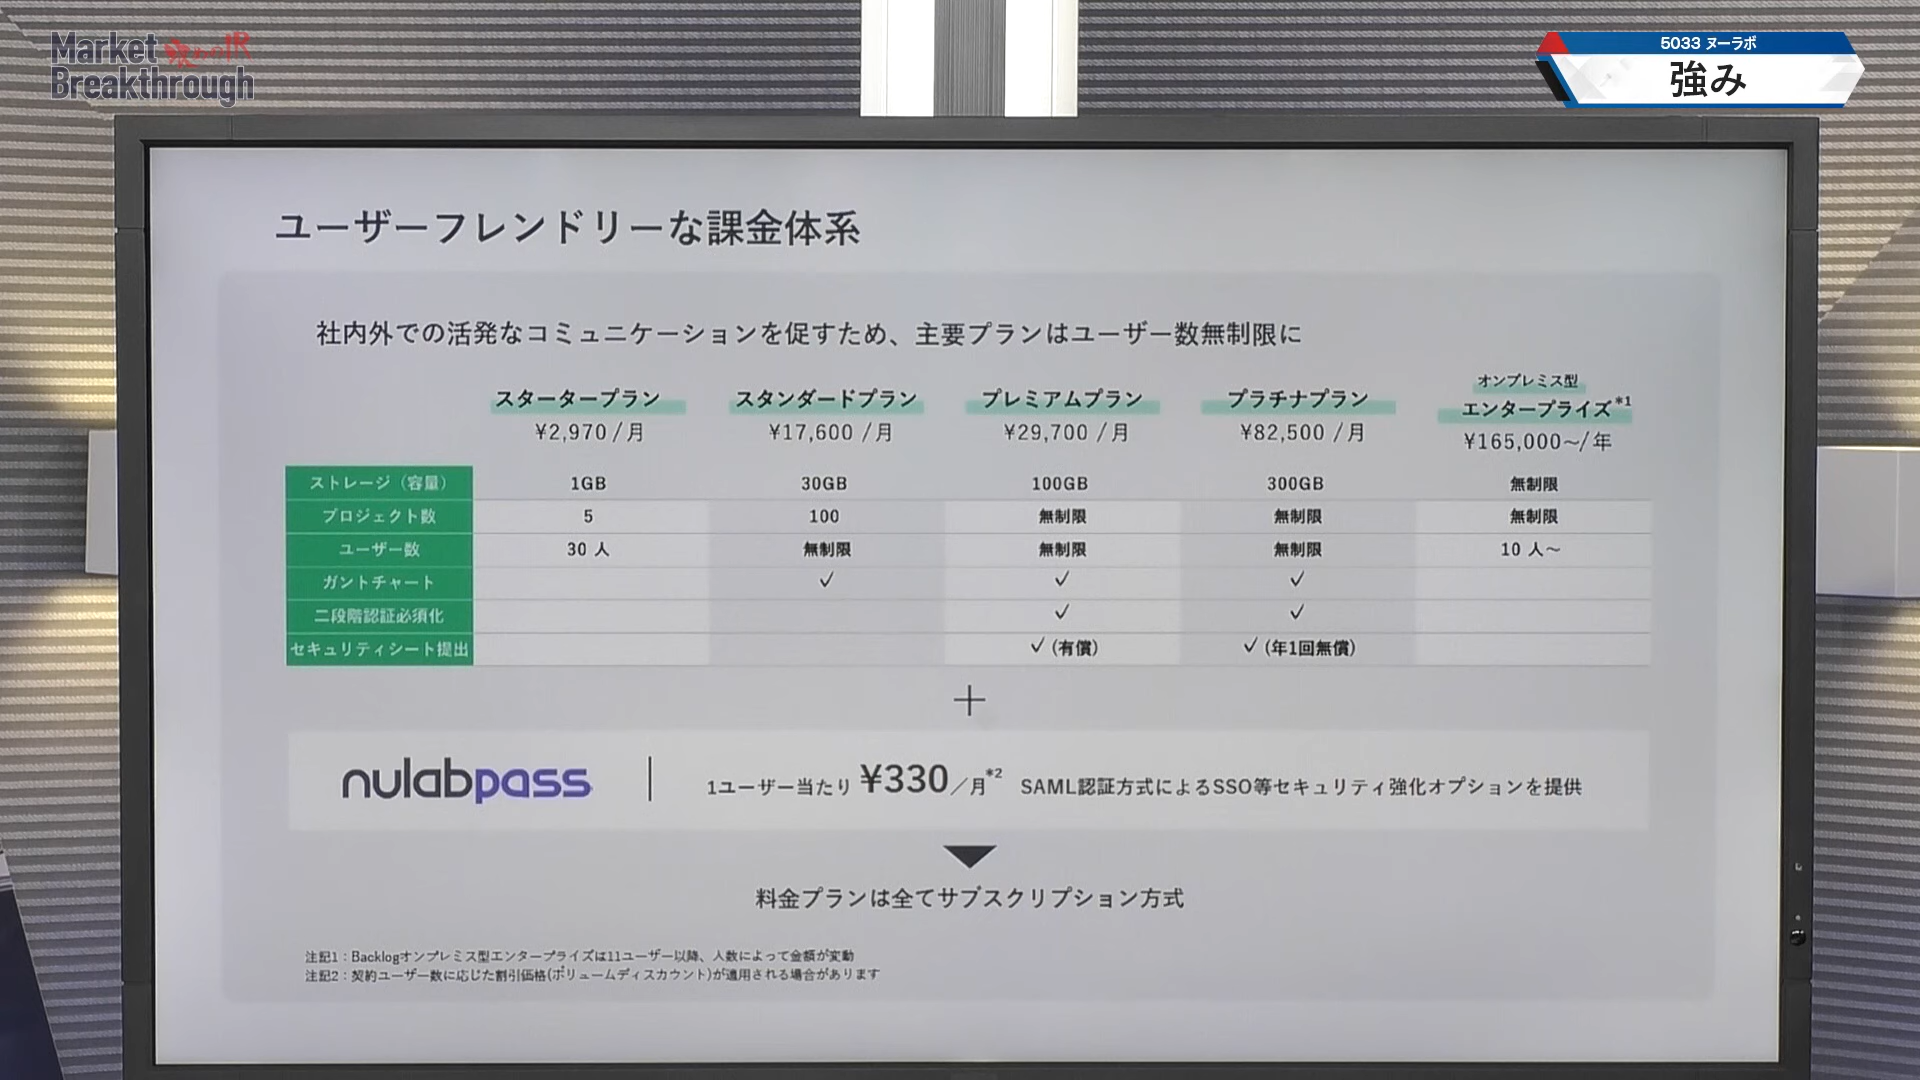 Market
Breakthrough
5033 ヌーラボ
強み
ユーザーフレンドリーな課金体系
社内外での活発なコミュニケーションを促すため、主要プランはユーザー数無制限に
スタータープラン スタンダードプラン プレミアムプラン プラチナプラン オンプレミス型
エンタープライズ*1
¥2,970 /月 ¥17,600 /月 ¥29,700 /月 ¥82,500 /月 ¥165,000~/年
ストレージ（容量） 1GB 30GB 100GB 300GB 無制限
プロジェクト数 5 100 無制限 無制限 無制限
ユーザー数 30 人 無制限 無制限 無制限 10 人~
ガントチャート ✓ ✓ ✓
二段階認証必須化 ✓ ✓
セキュリティシート提出 ✓ (有償) ✓ (年1回無償)
+
nulabpass | 1ユーザー当たり ¥330/月*2 SAML認証方式によるSSO等セキュリティ強化オプションを提供
料金プランは全てサブスクリプション方式
注記1：Backlogオンプレミス型エンタープライズは11ユーザー以降、人数によって金額が変動
注記2：契約ユーザー数に応じた割引価格(ボリュームディスカウント)が適用される場合があります